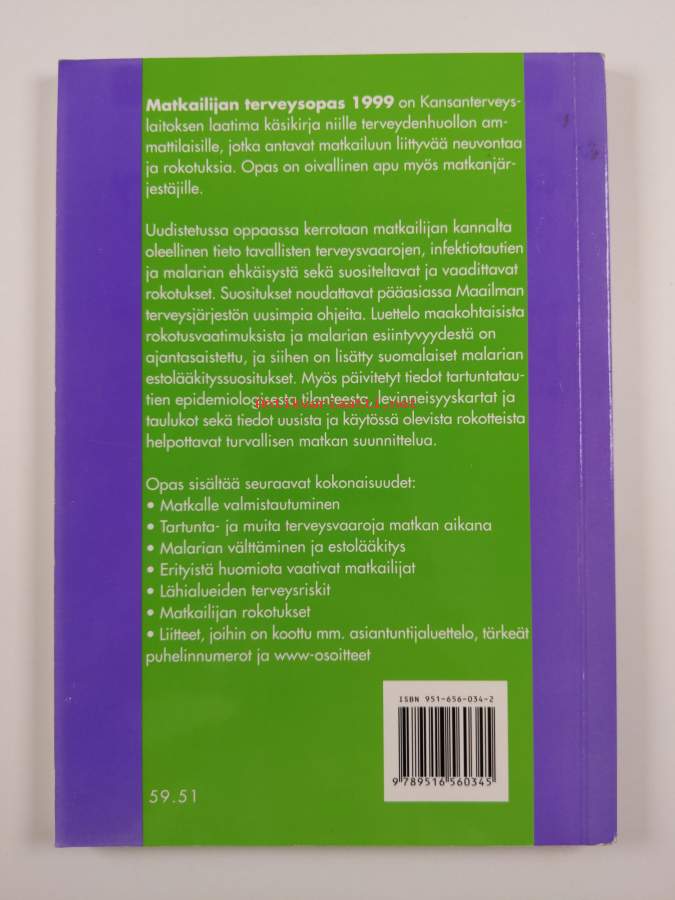 Matkailijan terveysopas 1999 on Kansanterveys-
laitoksen laatima käsikirja niille terveydenhuollon am-
mattilaisille, jotka antavat matkailuun liittyvää neuvontaa
ja rokotuksia. Opas on oivallinen apu myös matkanjär-
jestäjille.
Uudistetussa oppaassa kerrotaan matkailijan kannalta
oleellinen tieto tavallisten terveysvaarojen, infektiotautien
ja malarian ehkäisystä sekä suositeltavat ja vaadittavat
rokotukset. Suositukset noudattavat pääasiassa Maailman
terveysjärjestön uusimpia ohjeita. Luettelo maakohtaisista
rokotusvaatimuksista ja malarian esiintyvyydestä on
ajantasaistettu, ja siihen on lisätty suomalaiset malarian
estolääkityssuositukset. Myös päivitetyt tiedot tartuntatau-
tien epidemiologisesta tilanteesta, levinneisyyskartat ja
taulukot sekä tiedot uusista ja käytössä olevista rokotteista
helpottavat turvallisen matkan suunnittelua.
Opas sisältää seuraavat kokonaisuudet:
• Matkalle valmistautuminen
• Tartunta- ja muita terveysvaaroja matkan aikana
• Malarian välttäminen ja estolääkitys
• Erityistä huomiota vaativat matkailijat
• Lähialueiden terveysriskit
• Matkailijan rokotukset
• Liitteet, joihin on koottu mm. asiantuntijaluettelo, tärkeät
puhelinnumerot ja www-osoitteet
ISBN 951-656-034-2
9 789516 560345
59.51